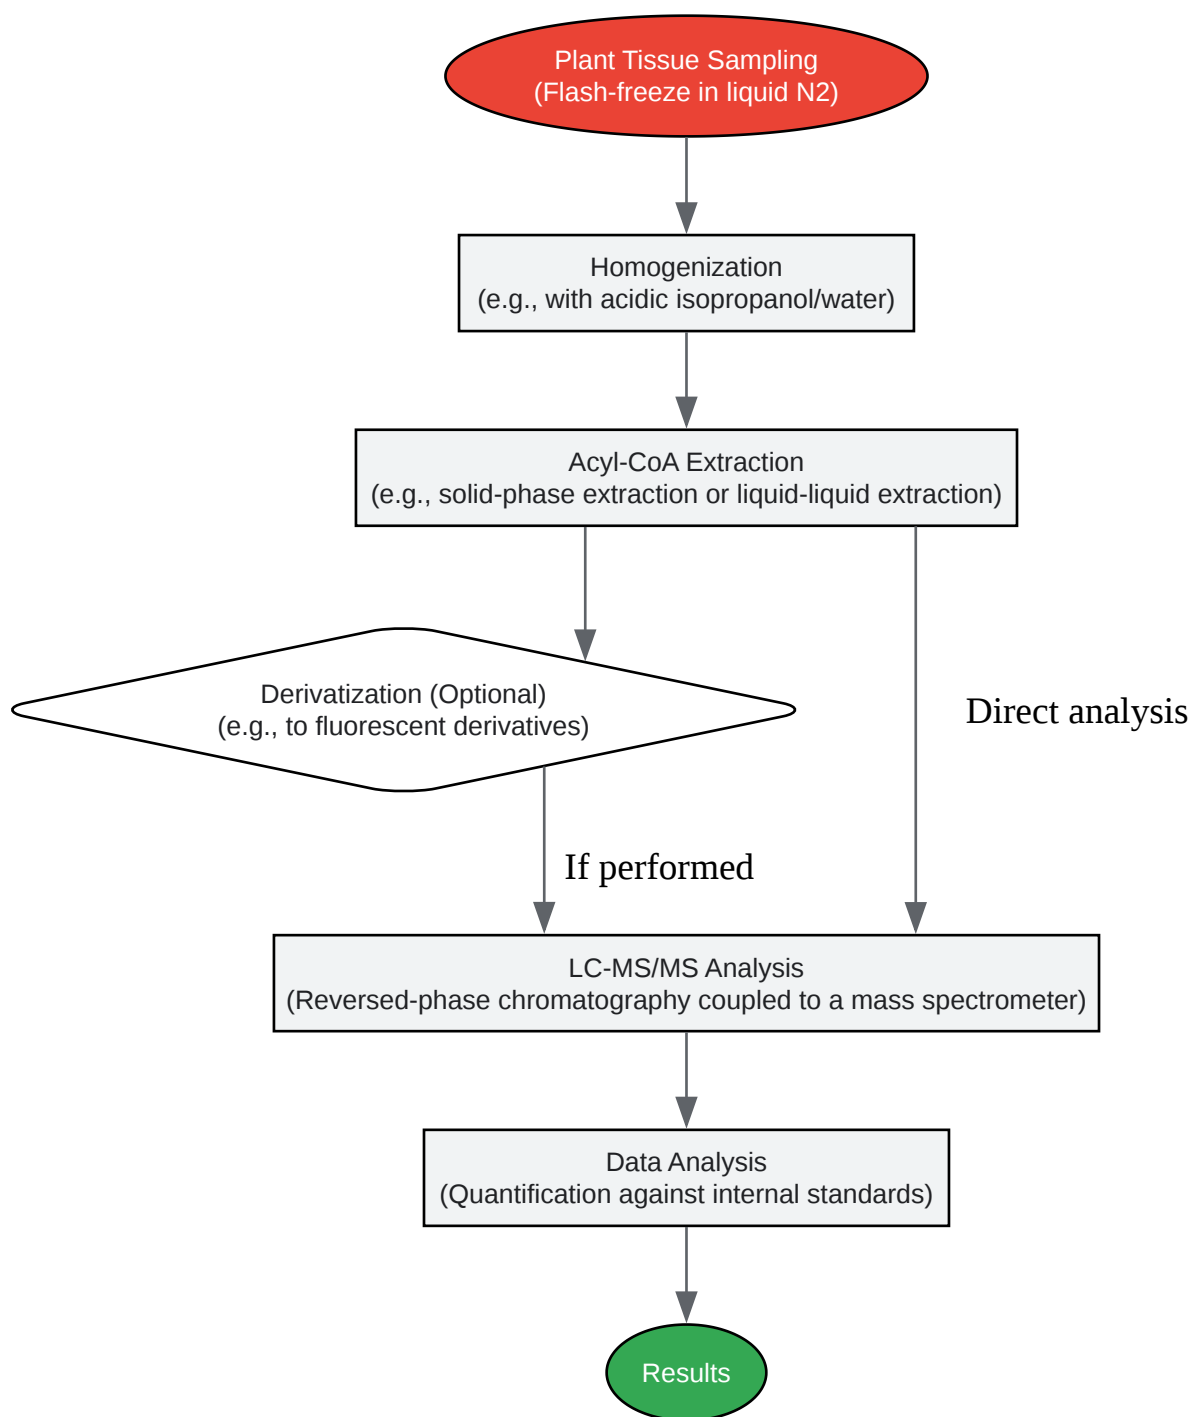 Plant Tissue Sampling
(Flash-freeze in liquid N2)
Homogenization
(e.g., with acidic isopropanol/water)
Acyl-CoA Extraction
(e.g., solid-phase extraction or liquid-liquid extraction)
Derivatization (Optional)
(e.g., to fluorescent derivatives)
Direct analysis
If performed
LC-MS/MS Analysis
(Reversed-phase chromatography coupled to a mass spectrometer)
Data Analysis
(Quantification against internal standards)
Results